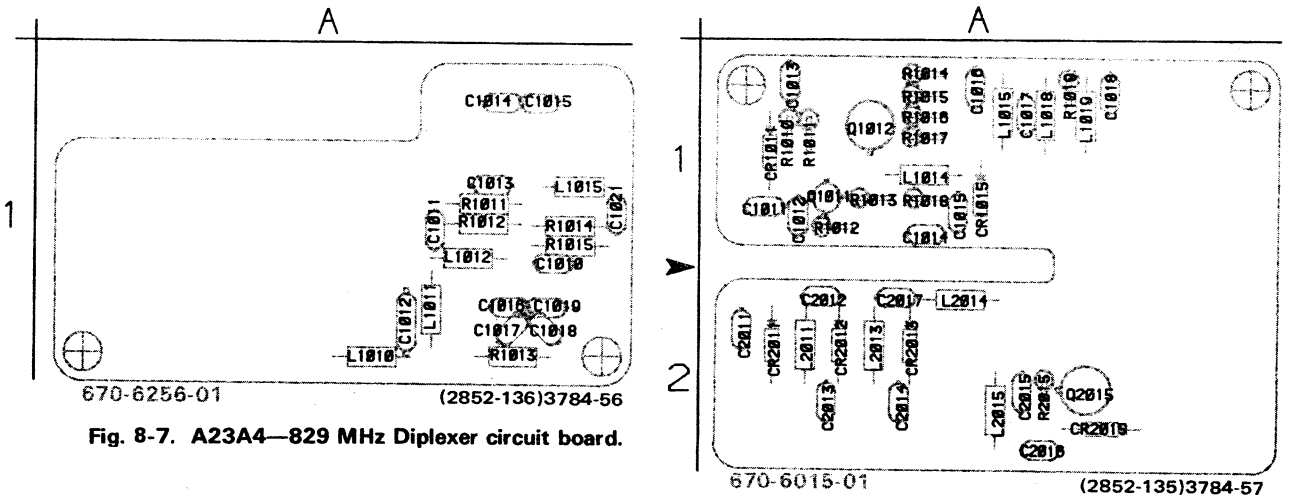 A
C1014 C1015
C1013
L1015
R1011
C1021
R1012
C1011
R1014
R1015
L1012
C1010
L1011
C1012
C1016 C1019
C1017 C1018
L1010
R1013
1
670-6256-01
(2852-136)3784-56
Fig. 8-7. A23A4—829 MHz Diplexer circuit board.
A
C1013
R1014
R1015
R1016
R1017
C1016
L1015
C1017
L1018
R1019
L1019
C1018
Q1012
CR1011
R1010
R1011
1
L1014
Q1011
R1013
R1018
C1015
CR1015
C1011
C1012
R1012
C1014
C2012
C2017
L2014
C2011
CR2011
L2011
CR2012
L2013
CR2013
2
C2013
C2014
L2015
C2015
R2015
Q2015
CR2019
C2016
670-6015-01
(2852-135)3784-57